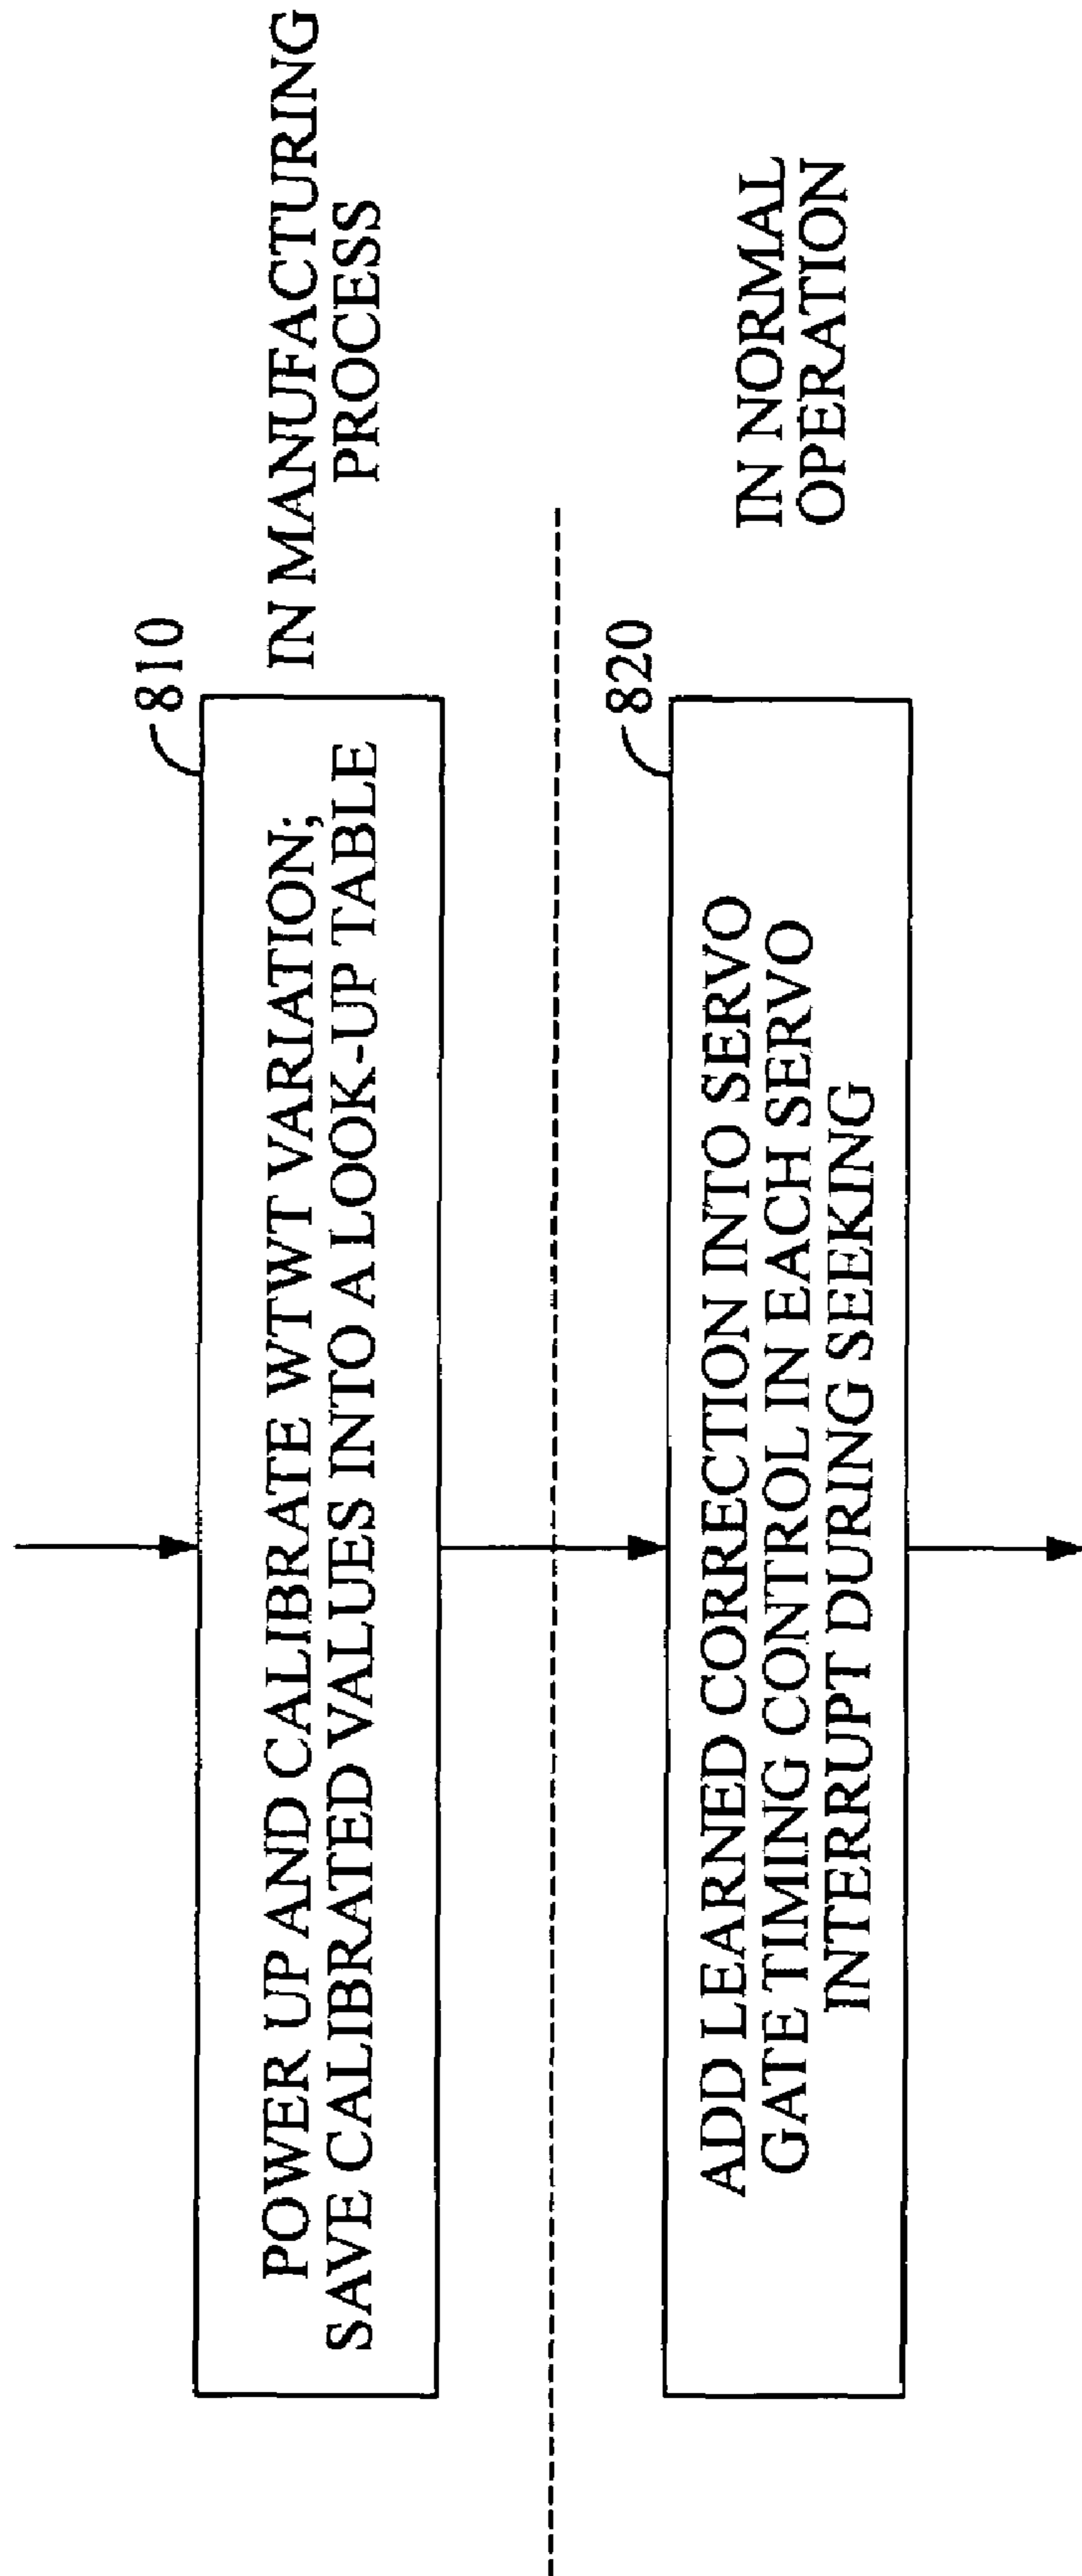 810
POWER UP AND CALIBRATE WTWT VARIATION;
SAVE CALIBRATED VALUES INTO A LOOK-UP TABLE
IN MANUFACTURING
PROCESS
820
ADD LEARNED CORRECTION INTO SERVO
GATE TIMING CONTROL IN EACH SERVO
INTERRUPT DURING SEEKING
IN NORMAL
OPERATION